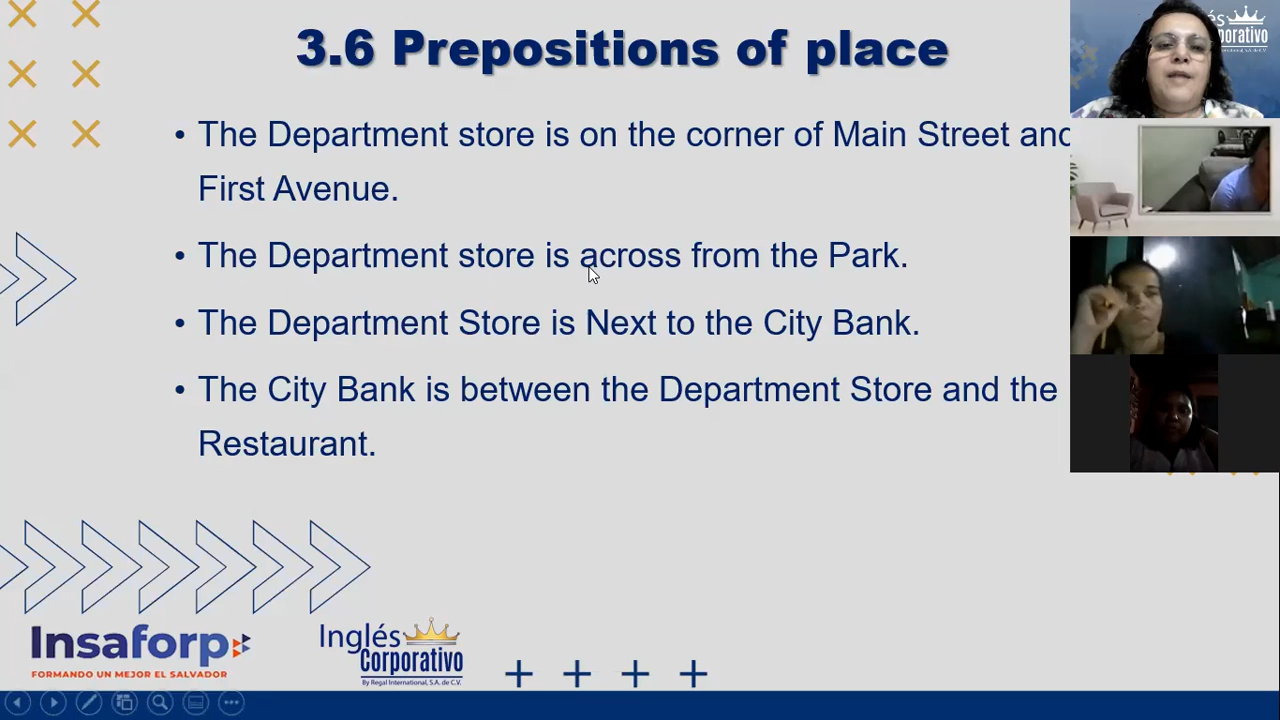 3.6 Prepositions of place
• The Department store is on the corner of Main Street and
First Avenue.
• The Department store is across from the Park.
• The Department Store is Next to the City Bank.
• The City Bank is between the Department Store and the
Restaurant.
Insaforp
FORMANDO UN MEJOR EL SALVADOR
Inglés
Corporativo
By Regal International, S.A. de C.V.